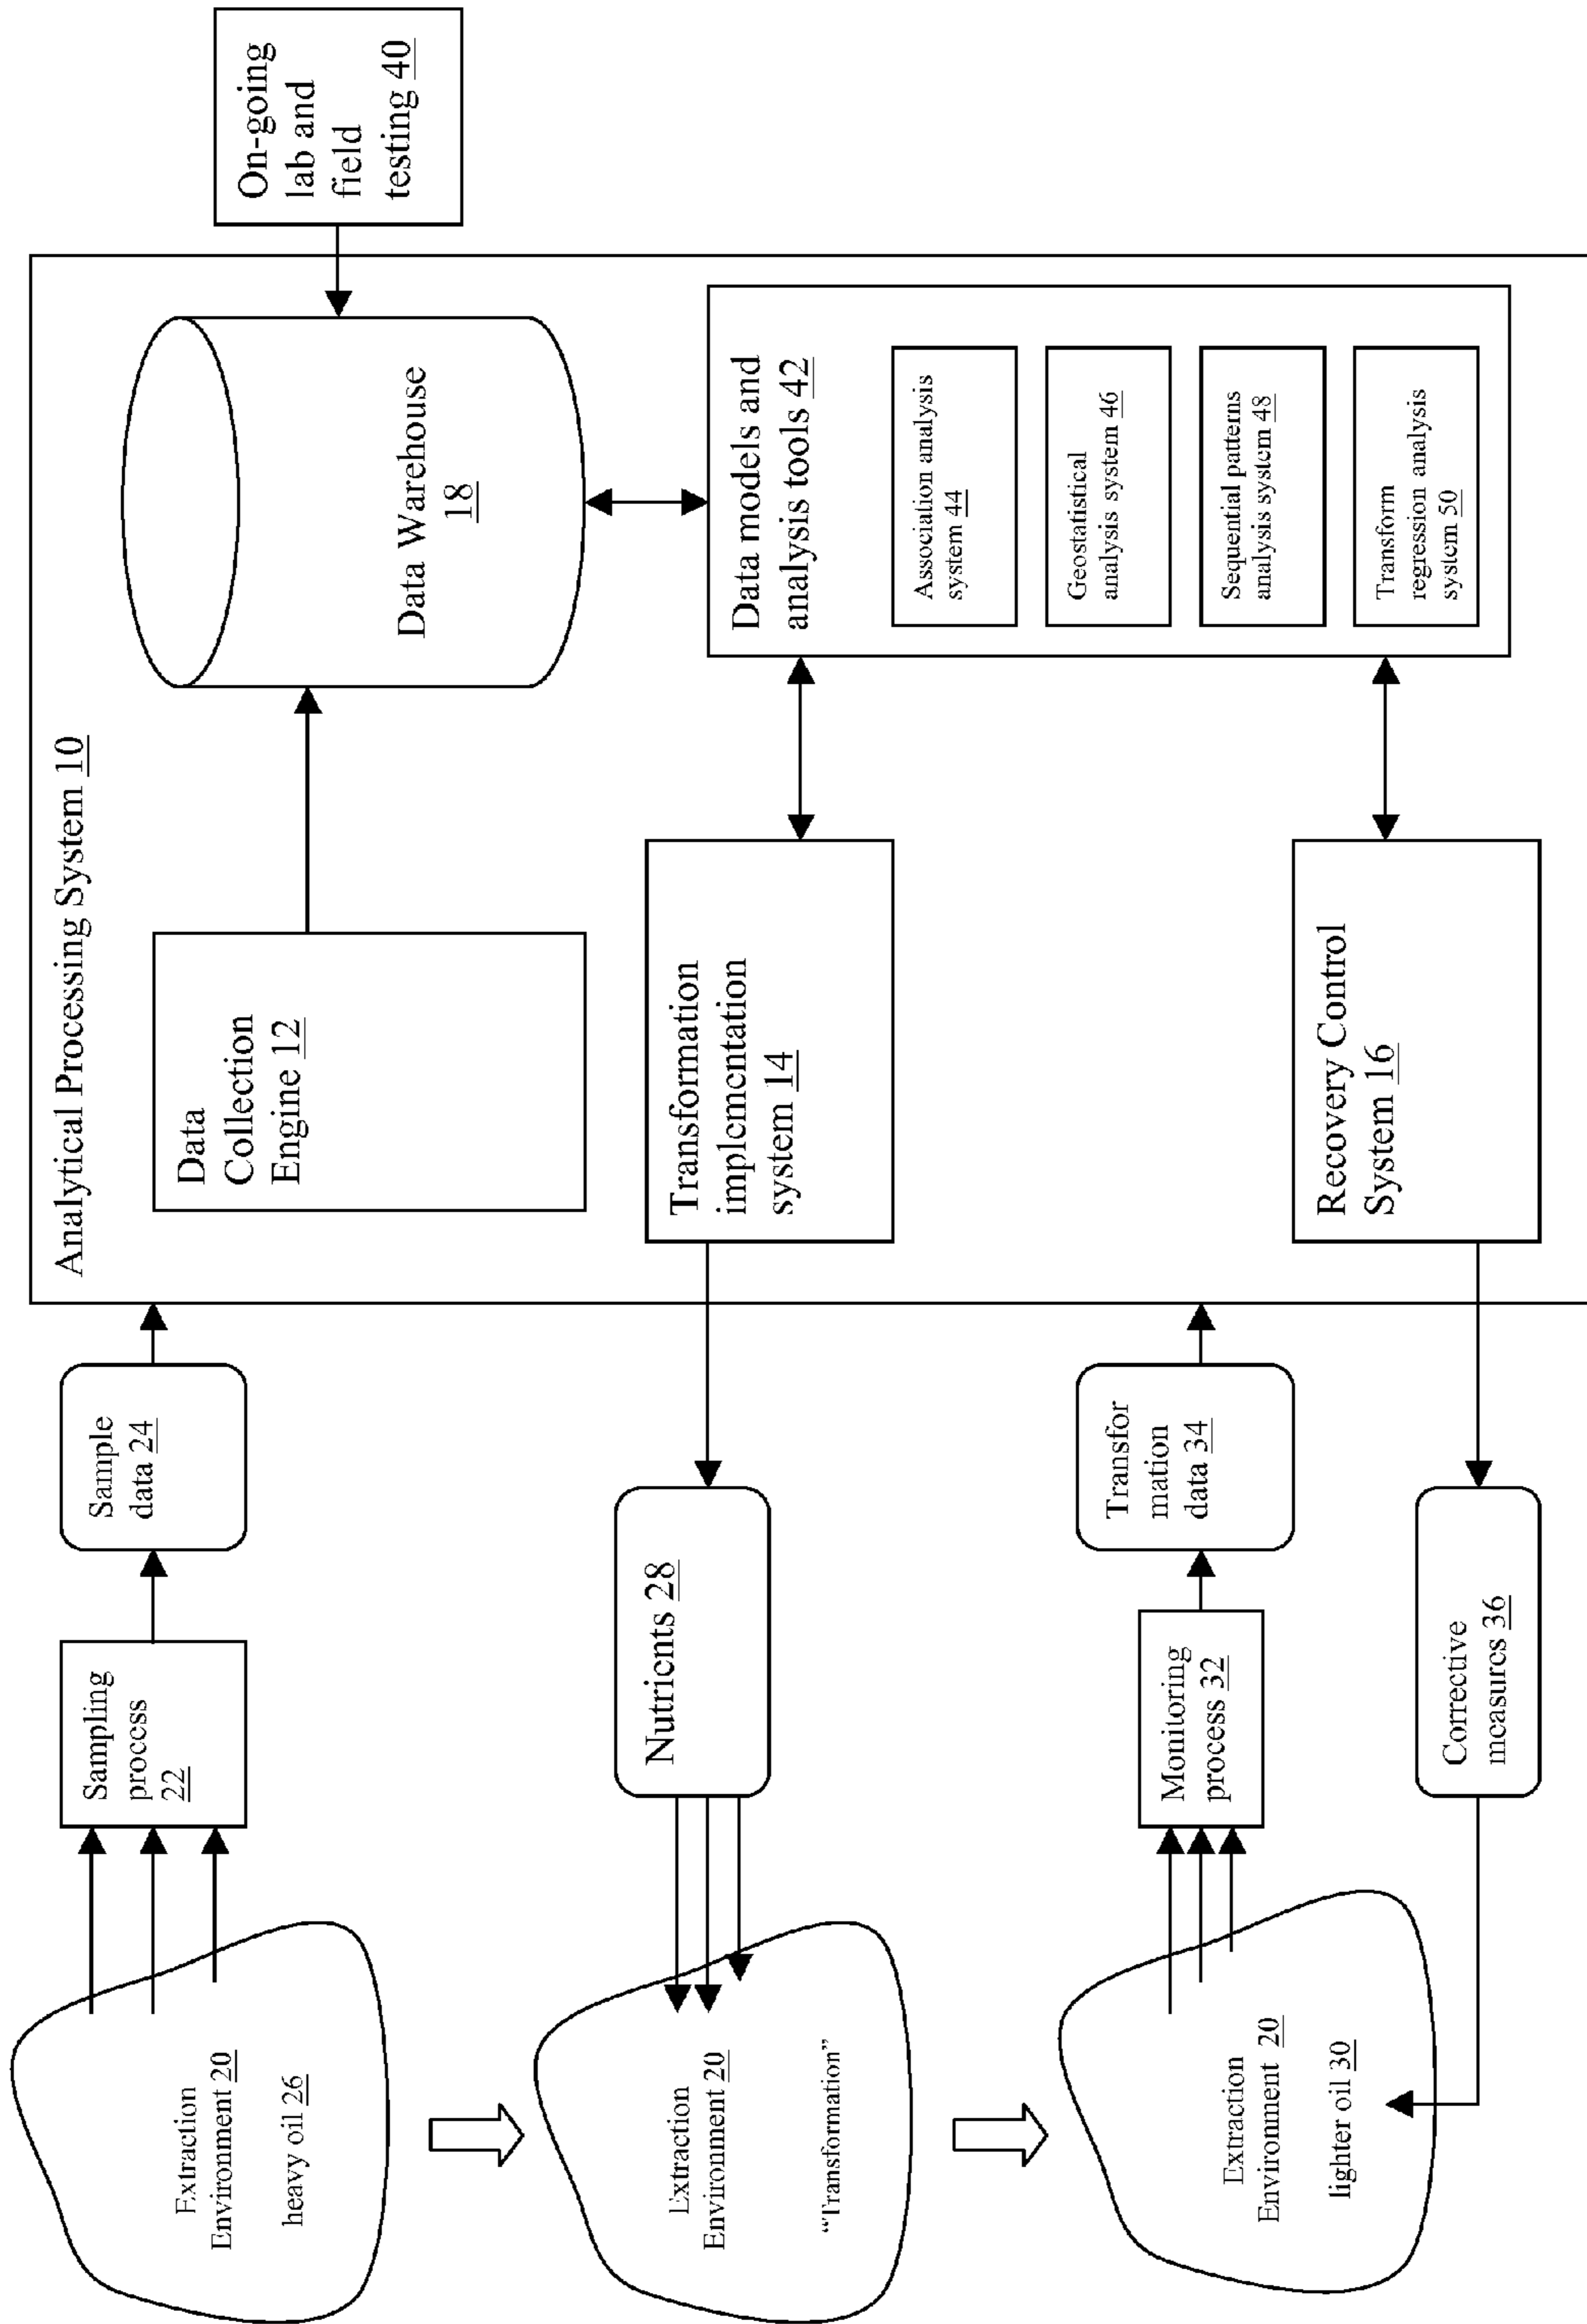 Analytical Processing System 10
On-going
lab and
field
testing 40
Data Warehouse
18
Data
Collection
Engine 12
Sample
data 24
Sampling
process
22
Extraction
Environment 20
heavy oil 26
Data models and
analysis tools 42
Association analysis
system 44
Geostatistical
analysis system 46
Sequential patterns
analysis system 48
Transform
regression analysis
system 50
Transformation
implementation
system 14
Nutrients 28
Extraction
Environment 20
“Transformation”
Recovery Control
System 16
Transfor
mation
data 34
Monitoring
process 32
Corrective
measures 36
Extraction
Environment 20
lighter oil 30